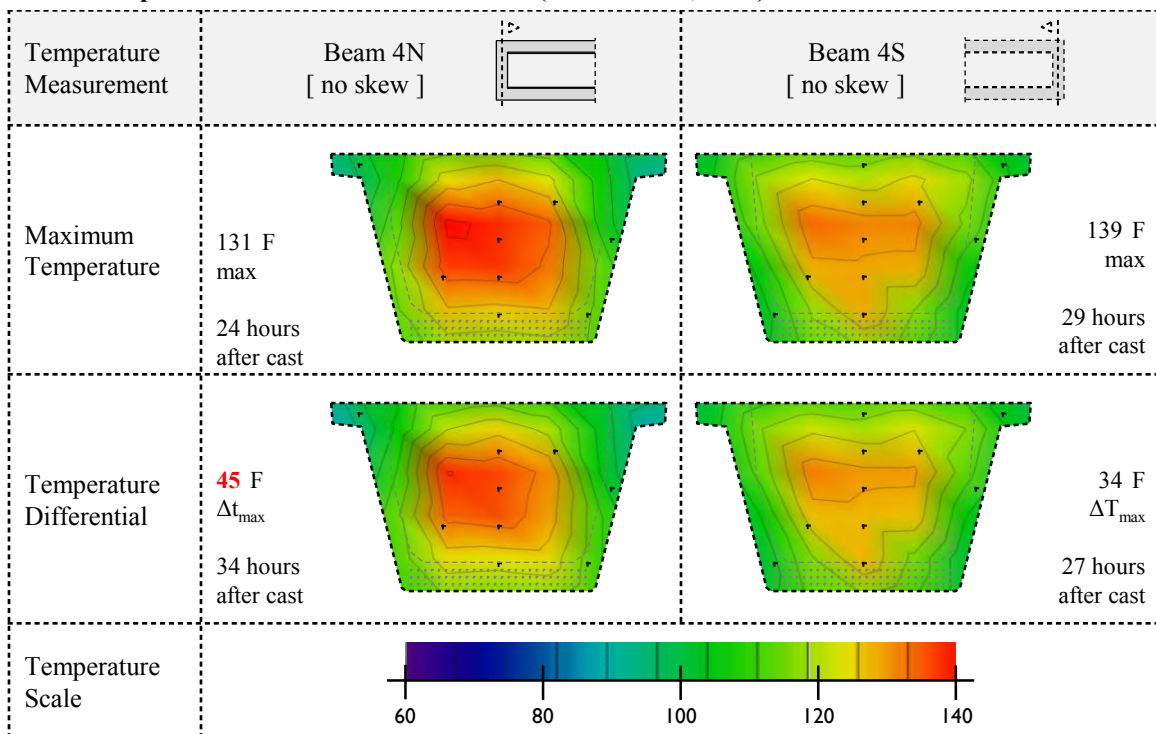 Temperature
Measurement
Beam 4N
[ no skew ]
Beam 4S
[ no skew ]
Maximum
Temperature
131 F
max
24 hours
after cast
139 F
max
29 hours
after cast
Temperature
Differential
45 F
Δtmax
34 hours
after cast
34 F
ΔTmax
27 hours
after cast
Temperature
Scale
60 80 100 120 140